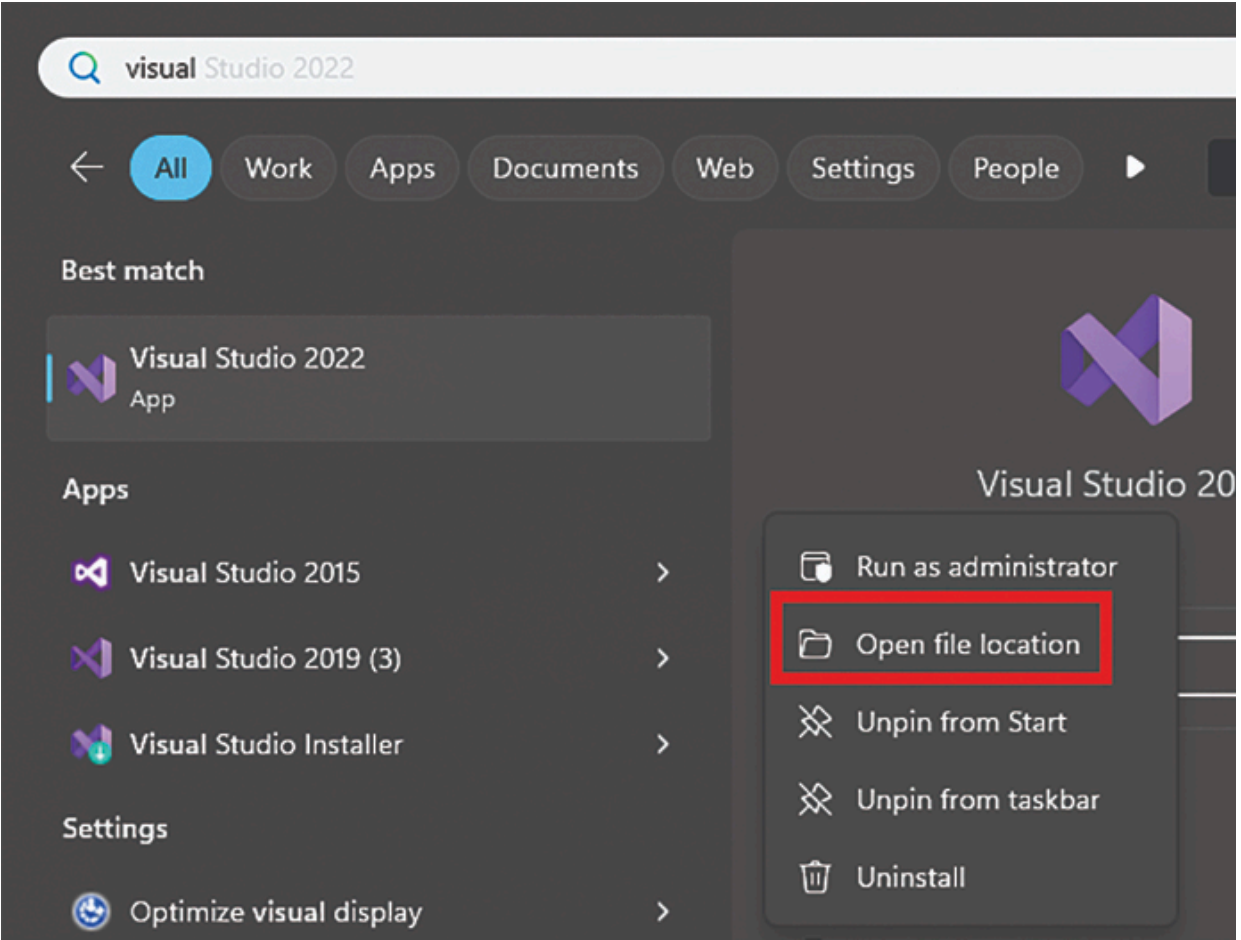 visual Studio 2022
All Work Apps Documents Web Settings People
Best match
Visual Studio 2022
App
Apps
Visual Studio 2015
Visual Studio 2019 (3)
Visual Studio Installer
Settings
Optimize visual display
Visual Studio 20
Run as administrator
Open file location
Unpin from Start
Unpin from taskbar
Uninstall